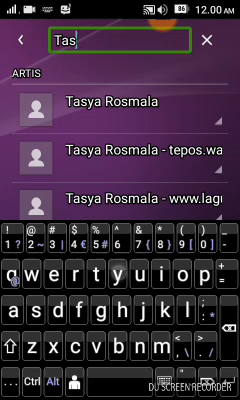 86 12.00 AM
Tas
ARTIS
Tasya Rosmala
Tasya Rosmala - tepos.wa
Tasya Rosmala - www.lagu
! @ # $ % ^ & * ( ) _
1 ? 2 ~ 3 | 4 € 5 # 6 7 { 8 } 9 [ 0 ] -
q w e r t y u i o p + =
@
a s d f g h j k l : ; *
z x c v b n m < , \ > . /
... Ctrl Alt " '
DU SCREEN RECORDER